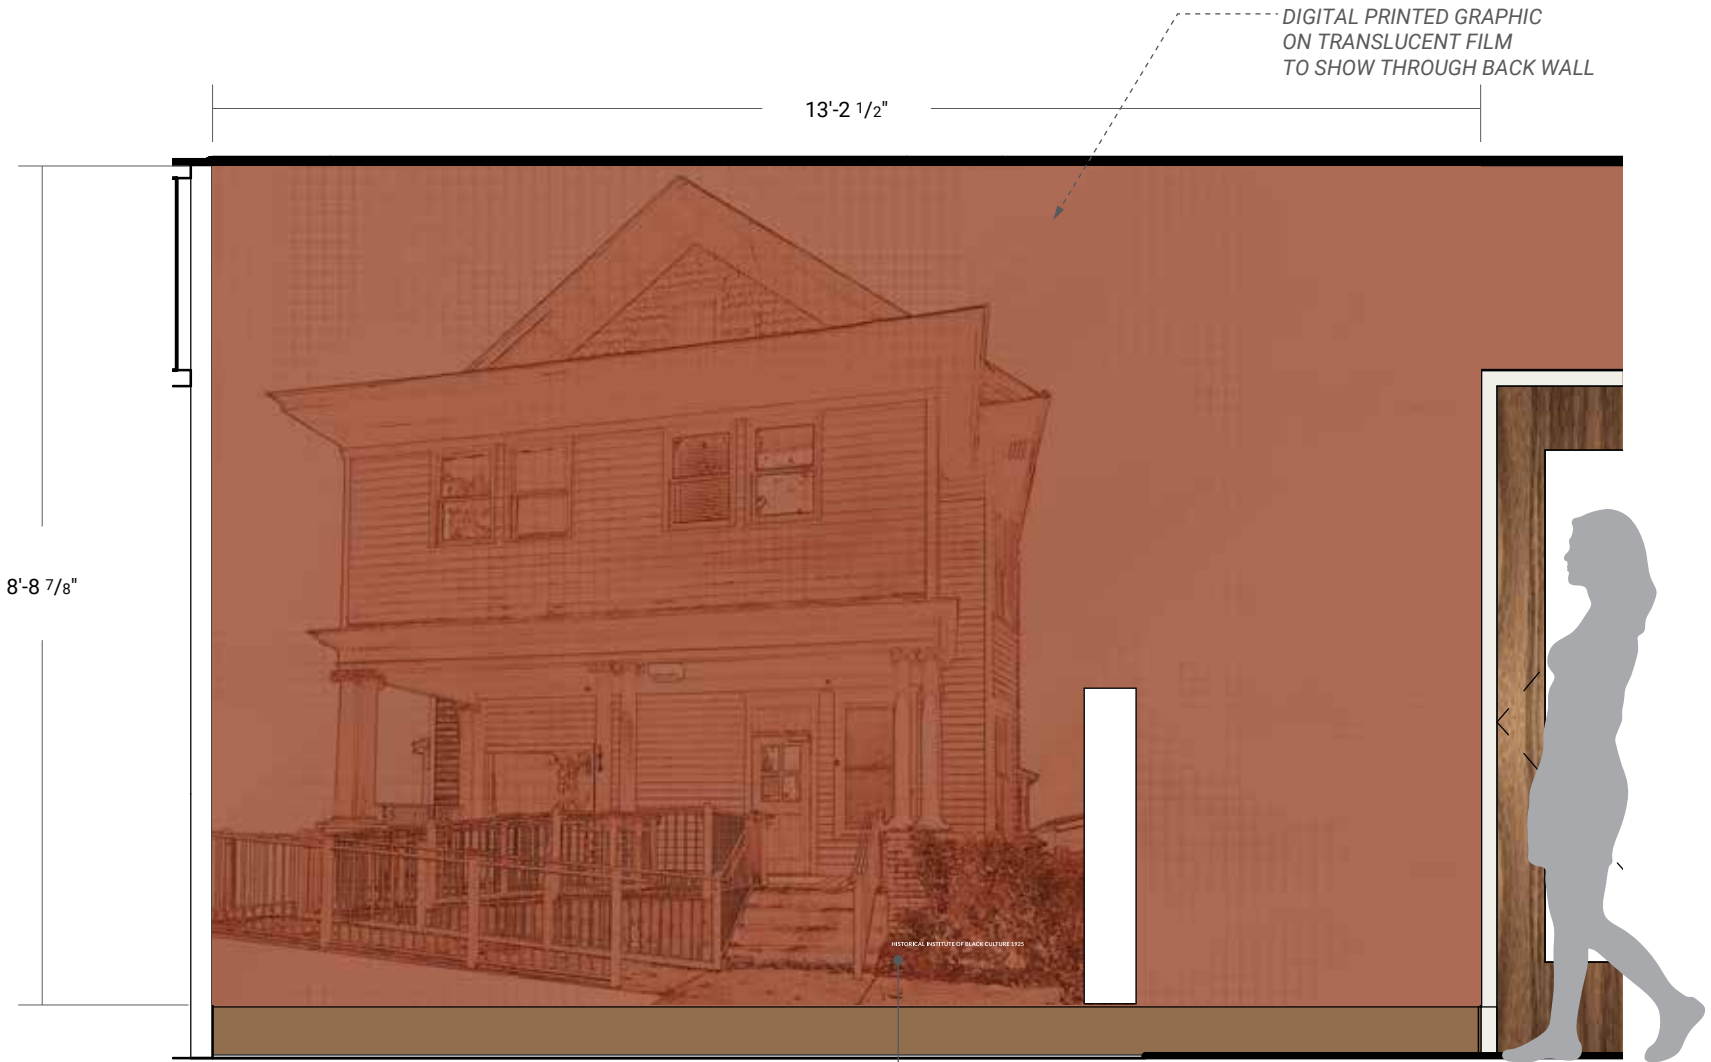 DIGITAL PRINTED GRAPHIC
ON TRANSLUCENT FILM
TO SHOW THROUGH BACK WALL
13'-2 1/2"
8'-8 7/8"
HISTORICAL INSTITUTE OF BLACK CULTURE 1925